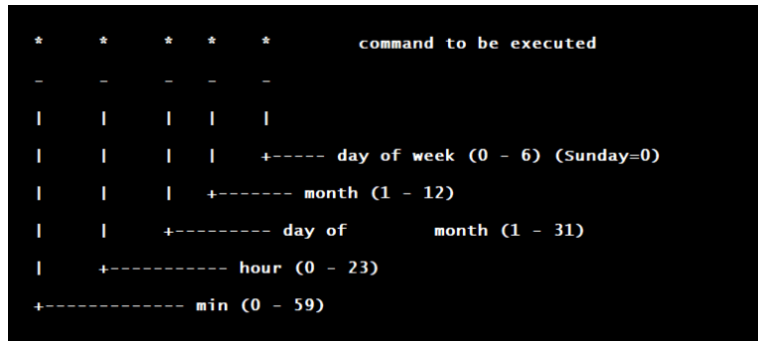 * * * * * command to be executed
- - - - -
| | | | |
| | | | +----- day of week (0 - 6) (Sunday=0)
| | | +------- month (1 - 12)
| | +--------- day of month (1 - 31)
| +----------- hour (0 - 23)
+------------- min (0 - 59)